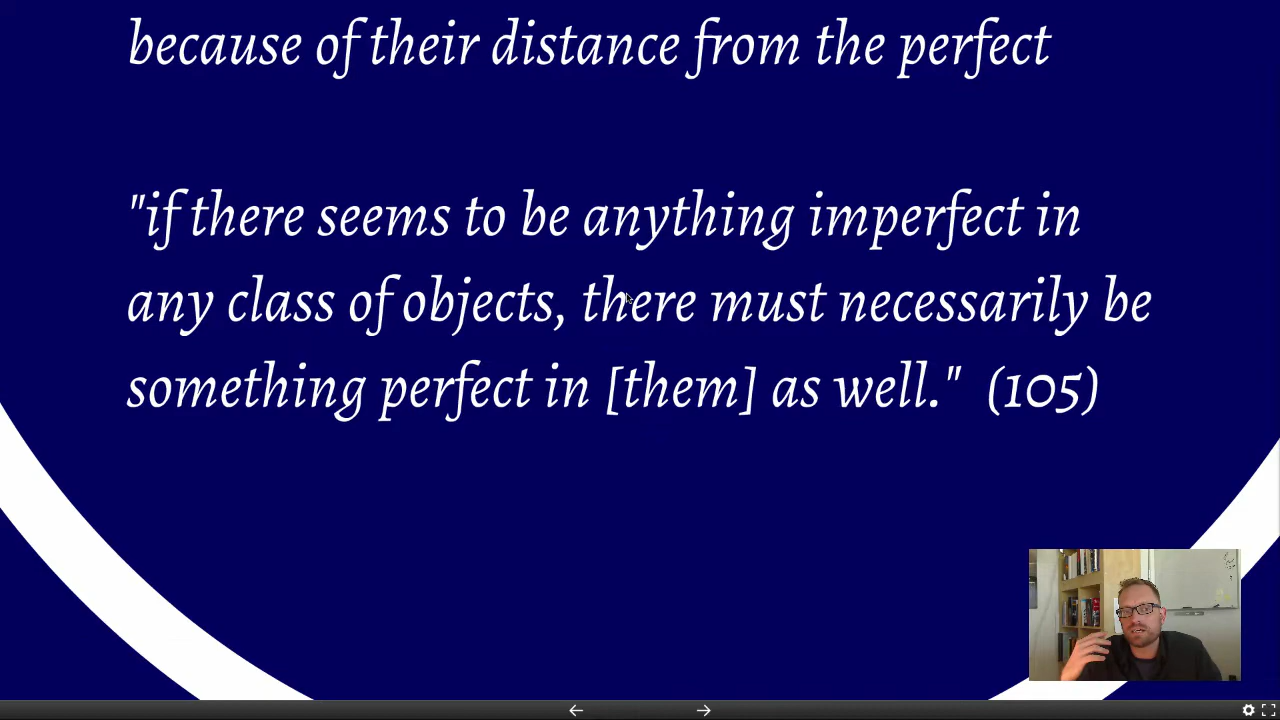 because of their distance from the perfect
"if there seems to be anything imperfect in
any class of objects, there must necessarily be
something perfect in [them] as well."  (105)